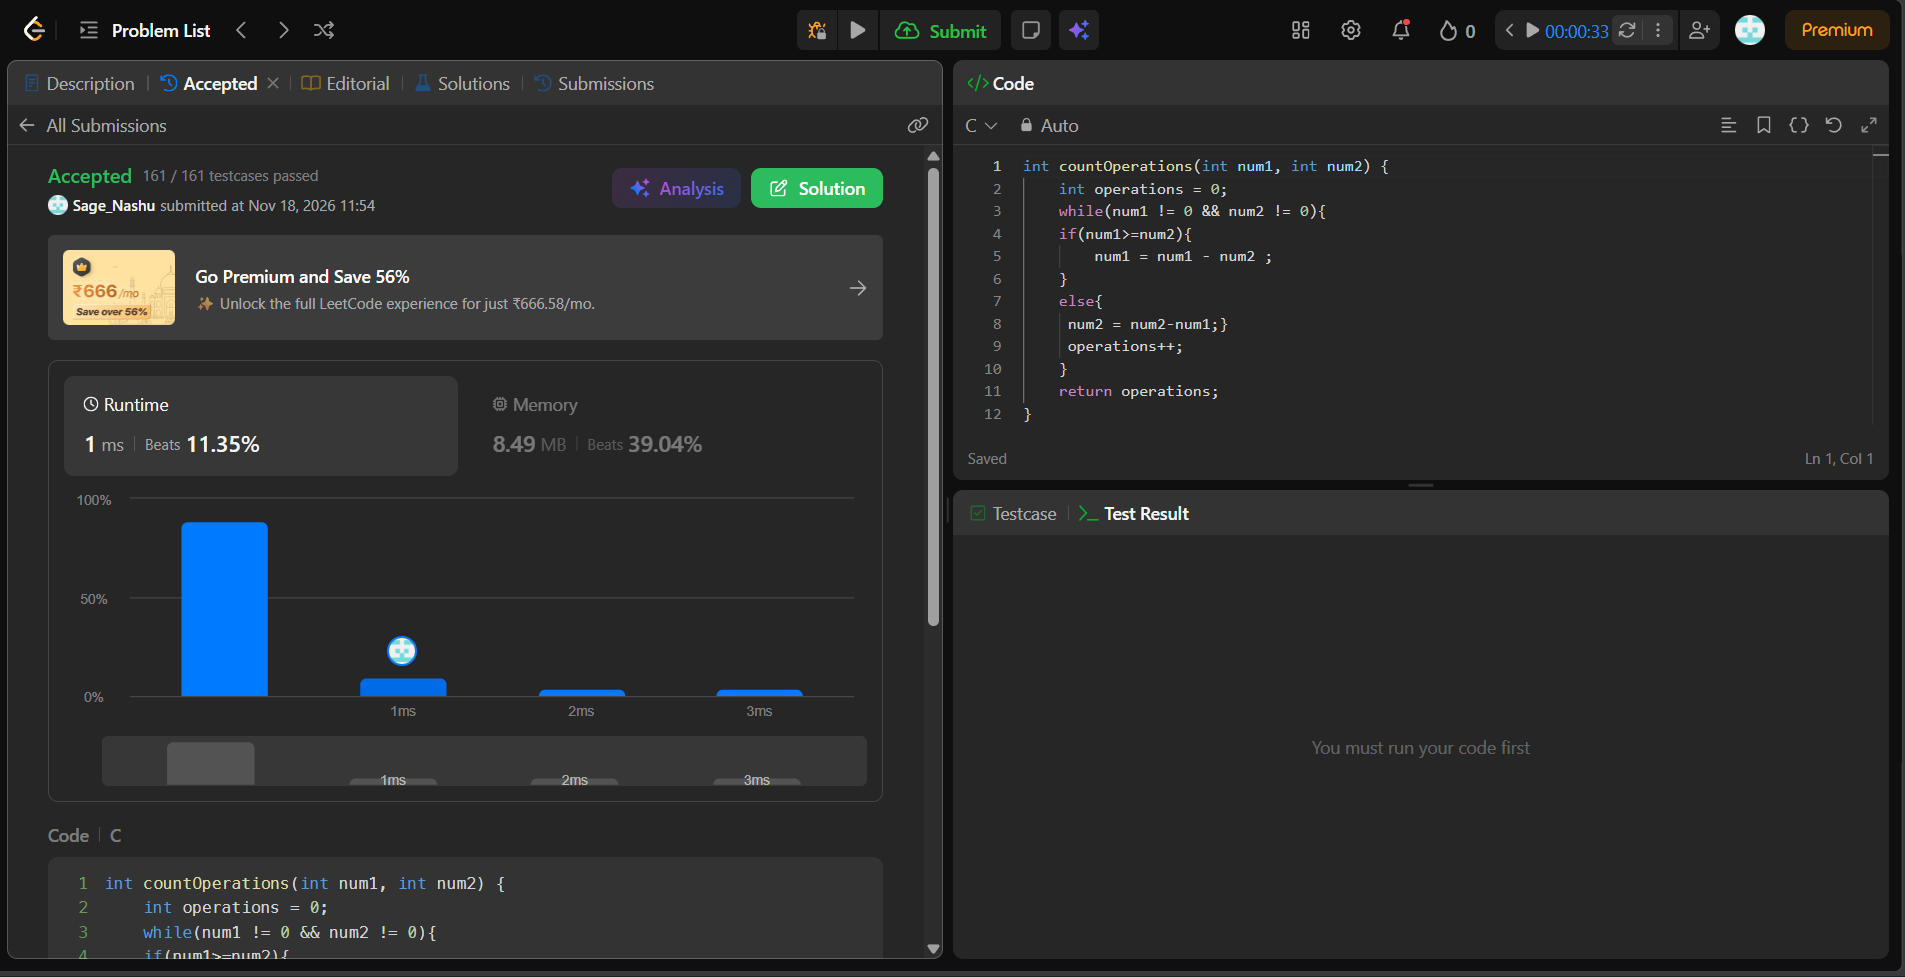 Problem List
Submit
0
00:00:33
Premium
Description
Accepted
Editorial
Solutions
Submissions
All Submissions
Accepted 161 / 161 testcases passed
Sage_Nashu submitted at Nov 18, 2026 11:54
Analysis
Solution
₹666 /mo
Save over 56%
Go Premium and Save 56%
✨ Unlock the full LeetCode experience for just ₹666.58/mo.
Runtime
1 ms Beats 11.35%
Memory
8.49 MB Beats 39.04%
100%
50%
0%
1ms 2ms 3ms
1ms 2ms 3ms
Code C
1 int countOperations(int num1, int num2) {
2 int operations = 0;
3 while(num1 != 0 && num2 != 0){
4 if(num1>=num2){
</> Code
C Auto
1 int countOperations(int num1, int num2) {
2 int operations = 0;
3 while(num1 != 0 && num2 != 0){
4 if(num1>=num2){
5 num1 = num1 - num2 ;
6 }
7 else{
8 num2 = num2-num1;}
9 operations++;
10 }
11 return operations;
12 }
Saved
Ln 1, Col 1
Testcase
Test Result
You must run your code first